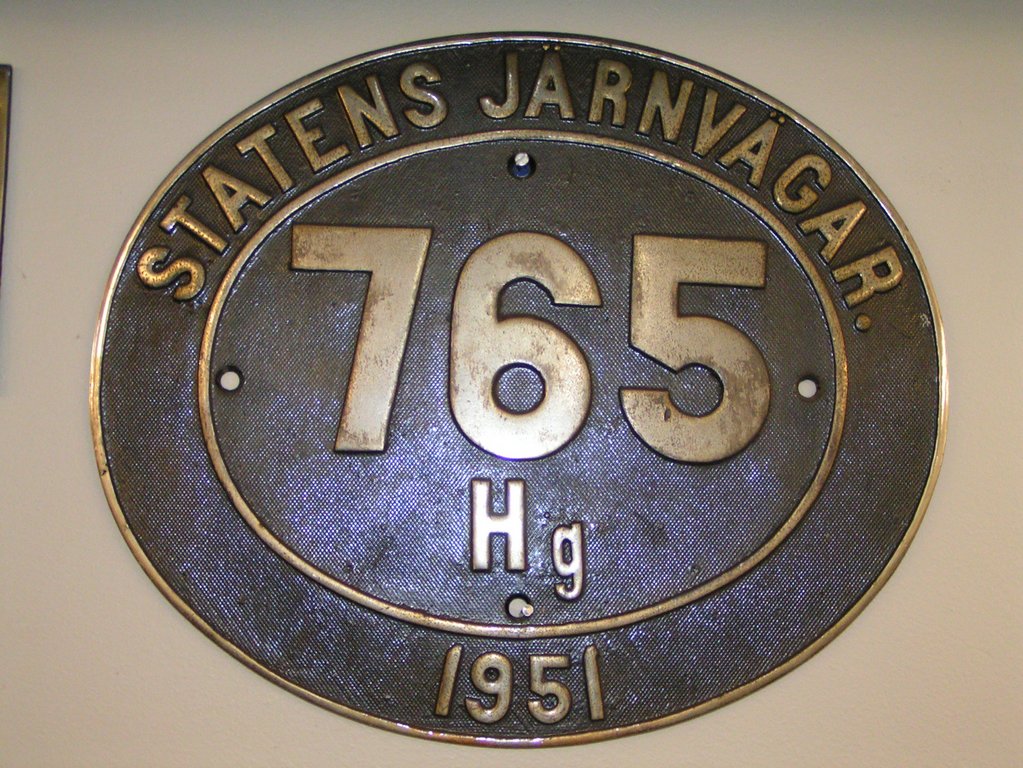 STATENS JÄRNVÄGAR.
765
Hg
1951